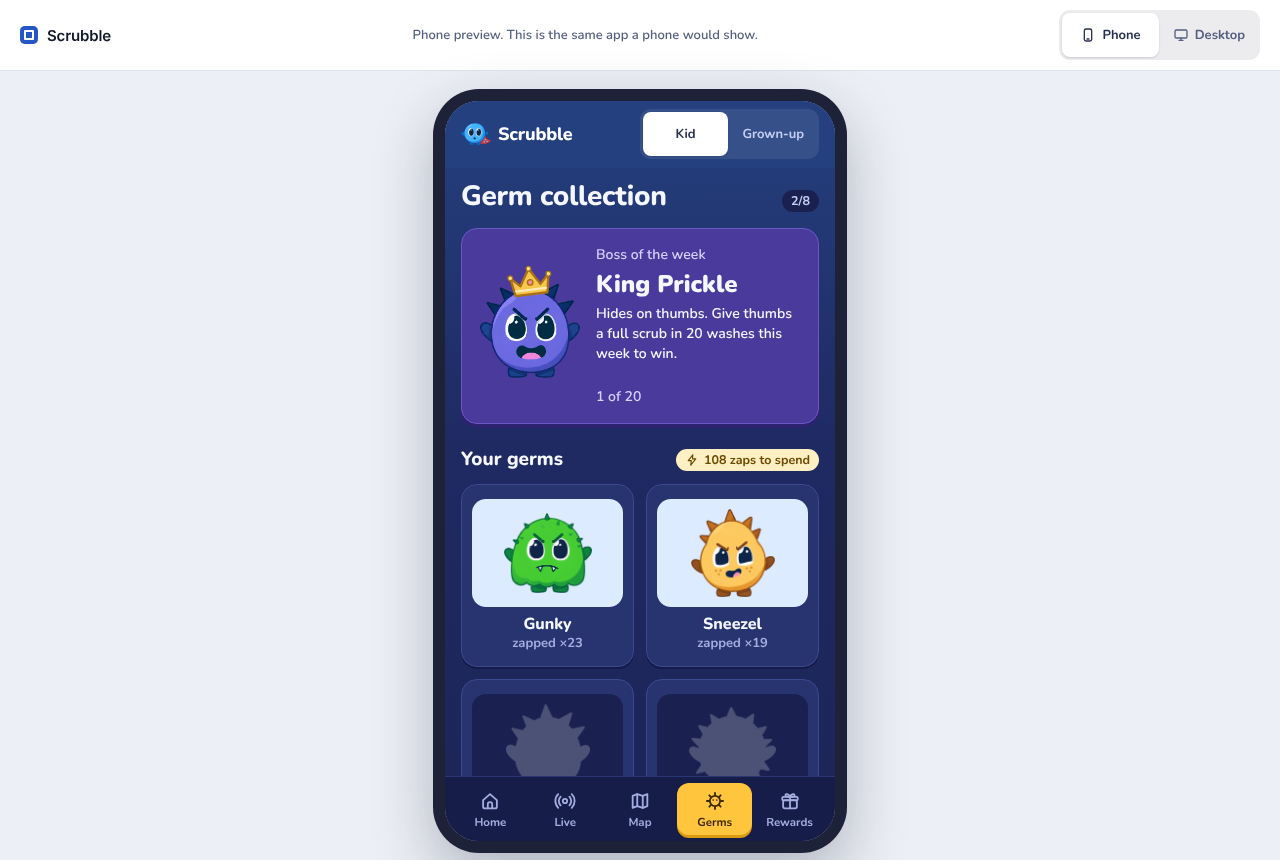 Scrubble
Phone preview. This is the same app a phone would show.
Phone
Desktop
Scrubble
Kid
Grown-up
Germ collection
2/8
Boss of the week
King Prickle
Hides on thumbs. Give thumbs
a full scrub in 20 washes this
week to win.
1 of 20
Your germs
108 zaps to spend
Gunky
zapped ×23
Sneezel
zapped ×19
Home
Live
Map
Germs
Rewards